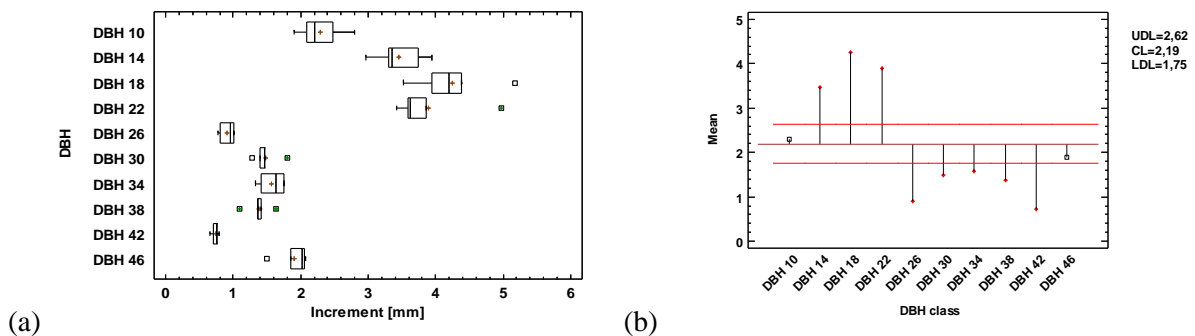 DBH 10
DBH 14
DBH 18
DBH 22
DBH 26
DBH 30
DBH 34
DBH 38
DBH 42
DBH 46
DBH
0 1 2 3 4 5 6
Increment [mm]
(a)
5
4
3
2
1
0
Mean
DBH 10 DBH 14 DBH 18 DBH 22 DBH 26 DBH 30 DBH 34 DBH 38 DBH 42 DBH 46
DBH class
UDL=2,62
CL=2,19
LDL=1,75
(b)